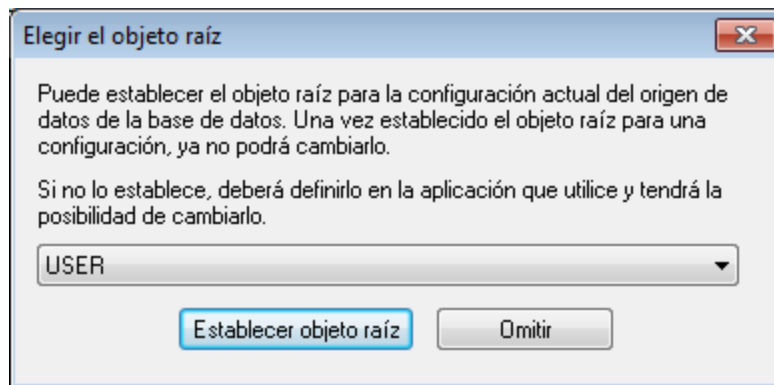 Elegir el objeto raíz
Puede establecer el objeto raíz para la configuración actual del origen de
datos de la base de datos. Una vez establecido el objeto raíz para una
configuración, ya no podrá cambiarlo.
Si no lo establece, deberá definirlo en la aplicación que utilice y tendrá la
posibilidad de cambiarlo.
USER
Establecer objeto raíz Omitir